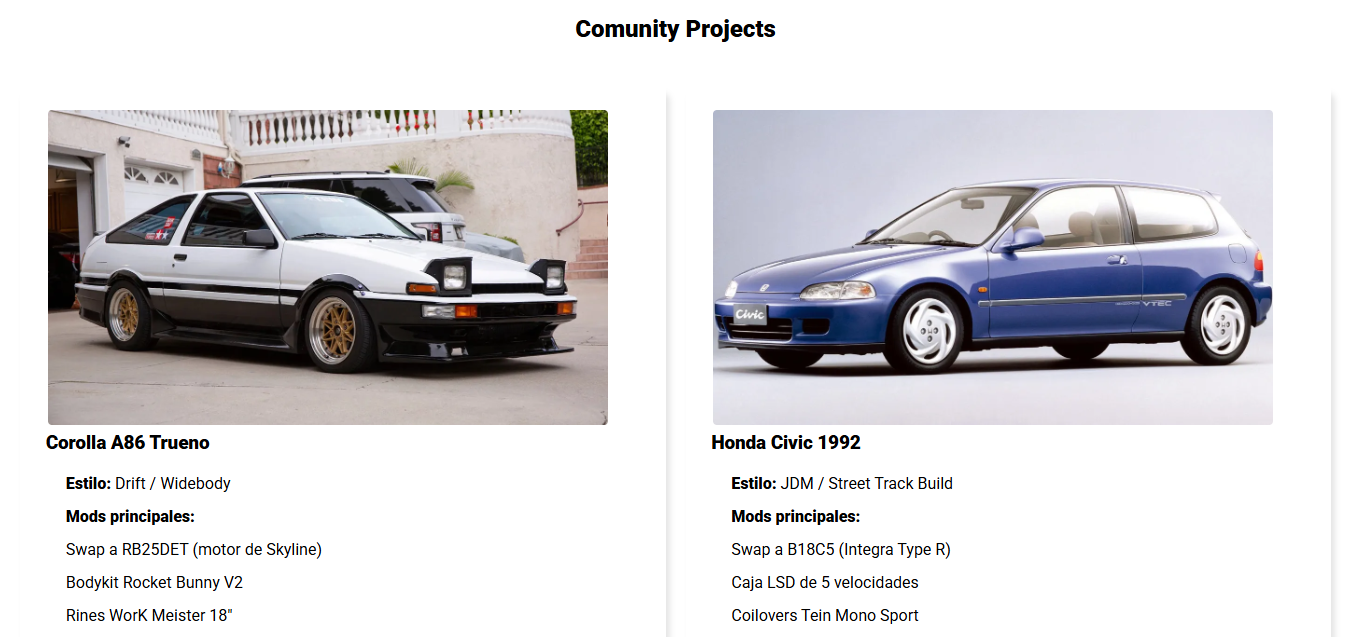 Comunity Projects
Civic
VTEC
Corolla A86 Trueno
Estilo: Drift / Widebody
Mods principales:
Swap a RB25DET (motor de Skyline)
Bodykit Rocket Bunny V2
Rines WorK Meister 18"
Honda Civic 1992
Estilo: JDM / Street Track Build
Mods principales:
Swap a B18C5 (Integra Type R)
Caja LSD de 5 velocidades
Coilovers Tein Mono Sport